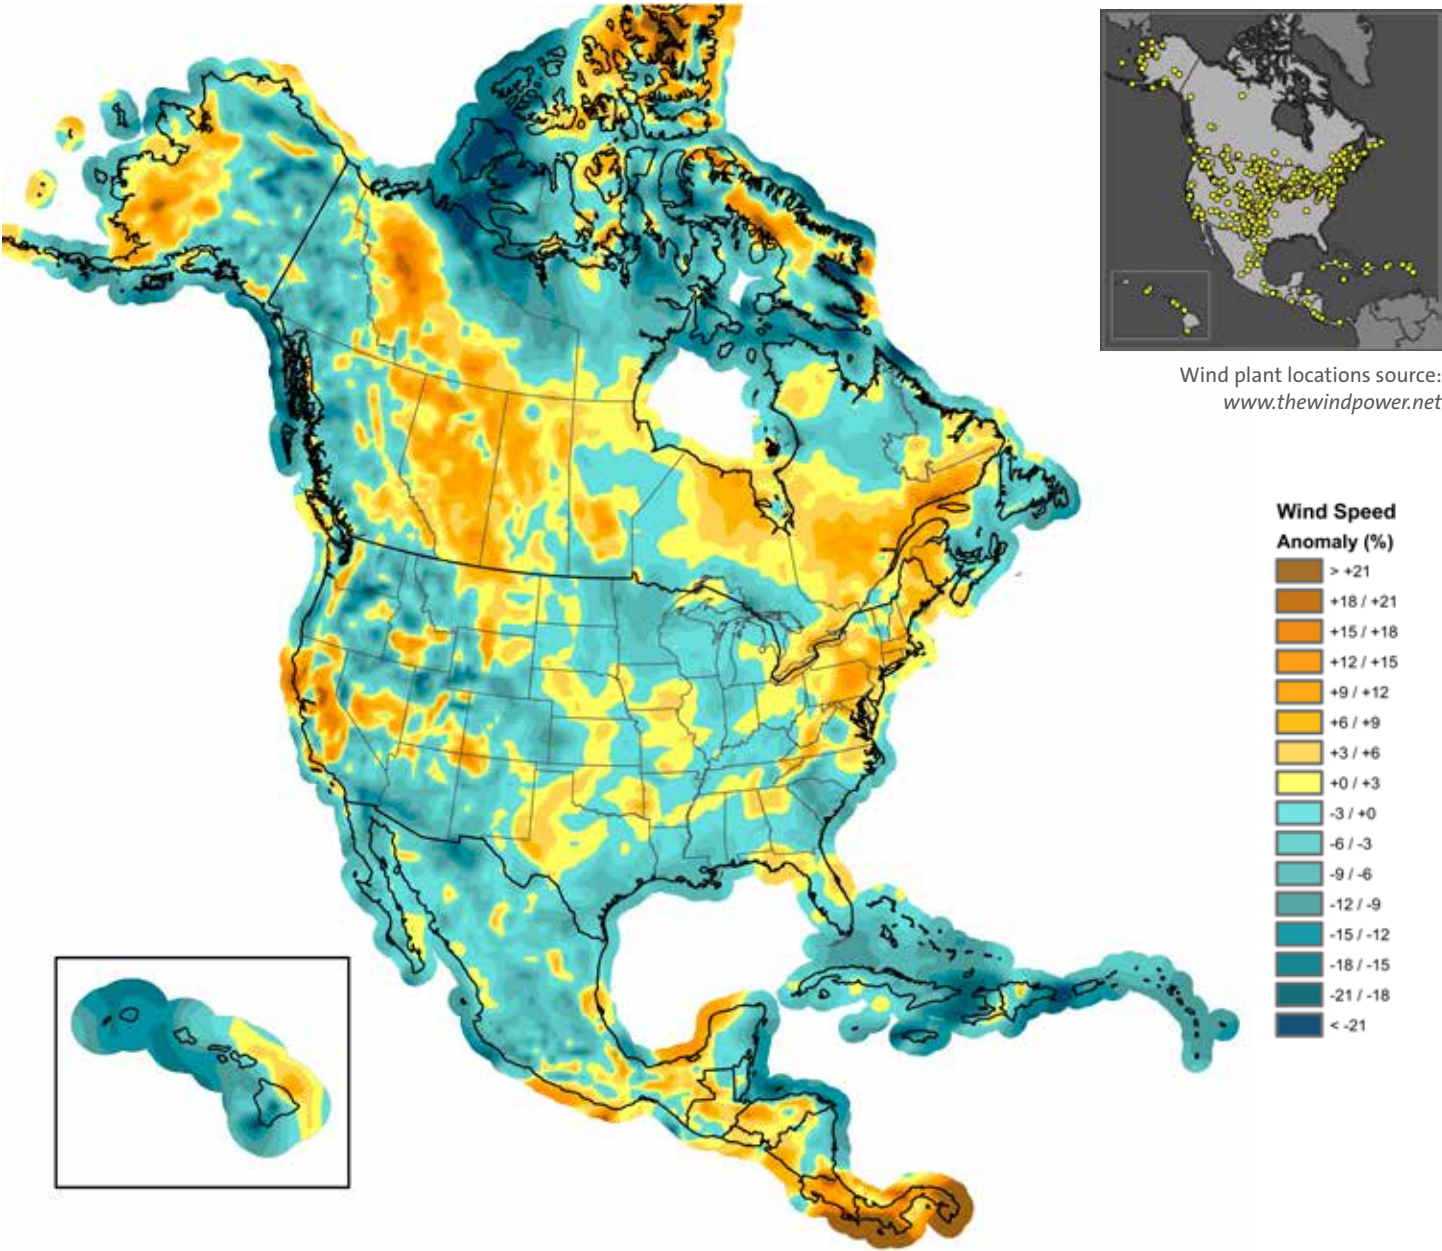 Wind plant locations source:
www.thewindpower.net
Wind Speed
Anomaly (%)
> +21
+18 / +21
+15 / +18
+12 / +15
+9 / +12
+6 / +9
+3 / +6
+0 / +3
-3 / +0
-6 / -3
-9 / -6
-12 / -9
-15 / -12
-18 / -15
-21 / -18
< -21